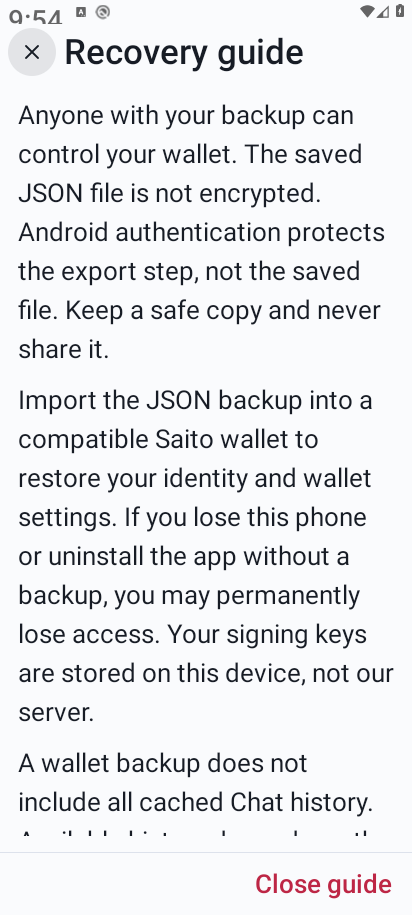 9:54
Recovery guide
Anyone with your backup can
control your wallet. The saved
JSON file is not encrypted.
Android authentication protects
the export step, not the saved
file. Keep a safe copy and never
share it.
Import the JSON backup into a
compatible Saito wallet to
restore your identity and wallet
settings. If you lose this phone
or uninstall the app without a
backup, you may permanently
lose access. Your signing keys
are stored on this device, not our
server.
A wallet backup does not
include all cached Chat history.
Close guide